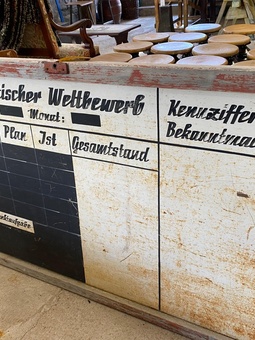 ischer Wettbewerb
Monat:
Plan Ist Gesamtstand
Kennziffer
Bekanntma